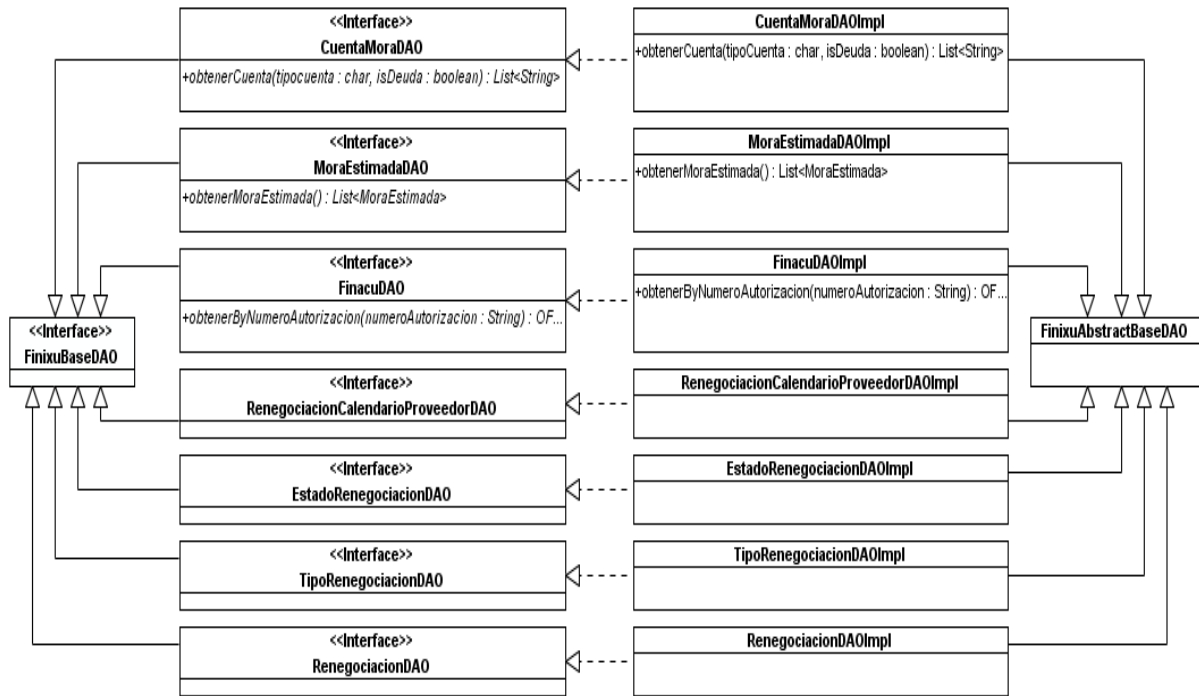 <<Interface>>
CuentaMoraDAO
+obtenerCuenta(tipocuenta : char, isDeuda : boolean) : List<String>
CuentaMoraDAOImpl
+obtenerCuenta(tipoCuenta : char, isDeuda : boolean) : List<String>
<<Interface>>
MoraEstimadaDAO
+obtenerMoraEstimada() : List<MoraEstimada>
MoraEstimadaDAOImpl
+obtenerMoraEstimada() : List<MoraEstimada>
<<Interface>>
FinacuDAO
+obtenerByNumeroAutorizacion(numeroAutorizacion : String) : OF...
FinacuDAOImpl
+obtenerByNumeroAutorizacion(numeroAutorizacion : String) : OF...
<<Interface>>
FinixuBaseDAO
FinixuAbstractBaseDAO
<<Interface>>
RenegociacionCalendarioProveedorDAO
RenegociacionCalendarioProveedorDAOImpl
<<Interface>>
EstadoRenegociacionDAO
EstadoRenegociacionDAOImpl
<<Interface>>
TipoRenegociacionDAO
TipoRenegociacionDAOImpl
<<Interface>>
RenegociacionDAO
RenegociacionDAOImpl